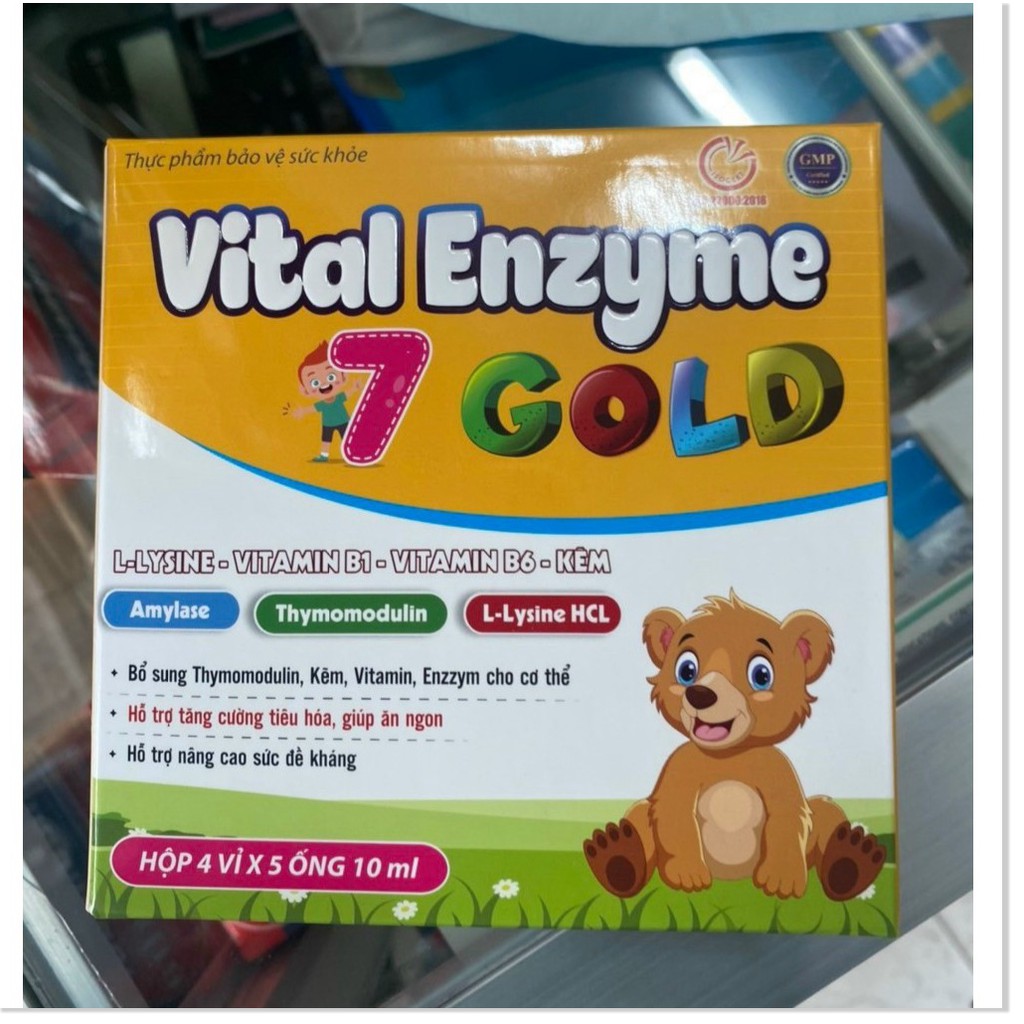 Thực phẩm bảo vệ sức khỏe
GMP
Certified
Vital Enzyme
7 GOLD
L-LYSINE - VITAMIN B1 - VITAMIN B6 - KẼM
Amylase
Thymomodulin
L-Lysine HCL
+ Bổ sung Thymomodulin, Kẽm, Vitamin, Enzzym cho cơ thể
+ Hỗ trợ tăng cường tiêu hóa, giúp ăn ngon
+ Hỗ trợ nâng cao sức đề kháng
HỘP 4 VỈ X 5 ỐNG 10 ml